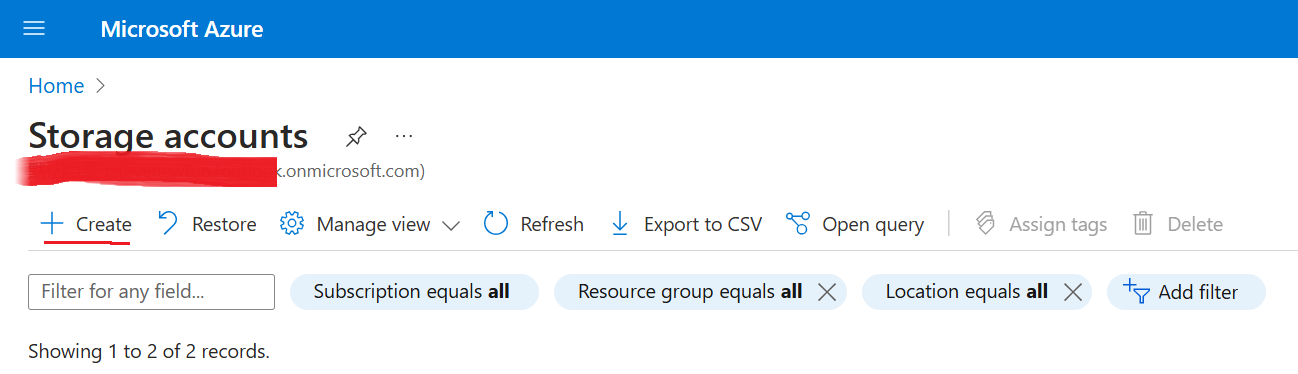 Microsoft Azure
Home
Storage accounts
.onmicrosoft.com)
Create Restore Manage view Refresh Export to CSV Open query Assign tags Delete
Filter for any field... Subscription equals all Resource group equals all Location equals all Add filter
Showing 1 to 2 of 2 records.